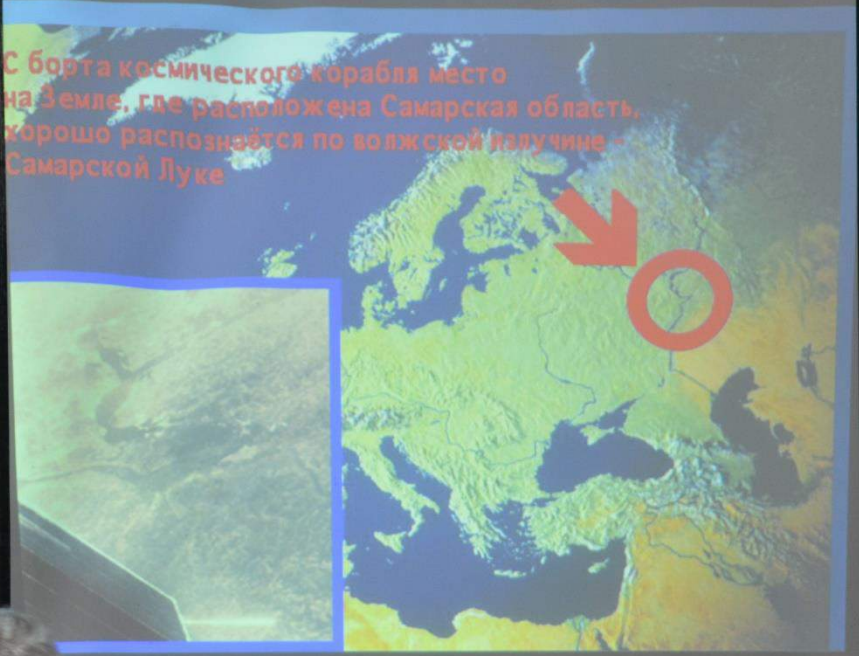 С борта космического корабля место
на Земле, где расположена Самарская область,
хорошо распознаётся по волжской излучине -
Самарской Луке